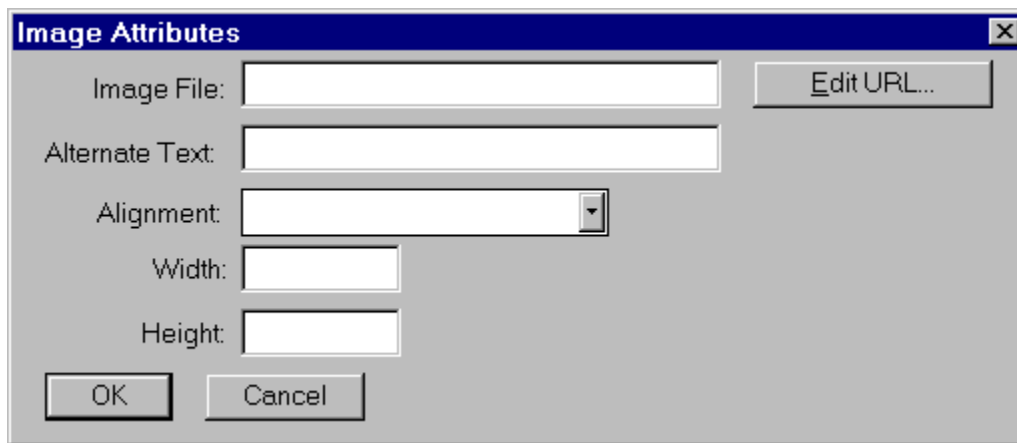 Image Attributes
Image File:
Edit URL...
Alternate Text:
Alignment:
Width:
Height:
OK
Cancel